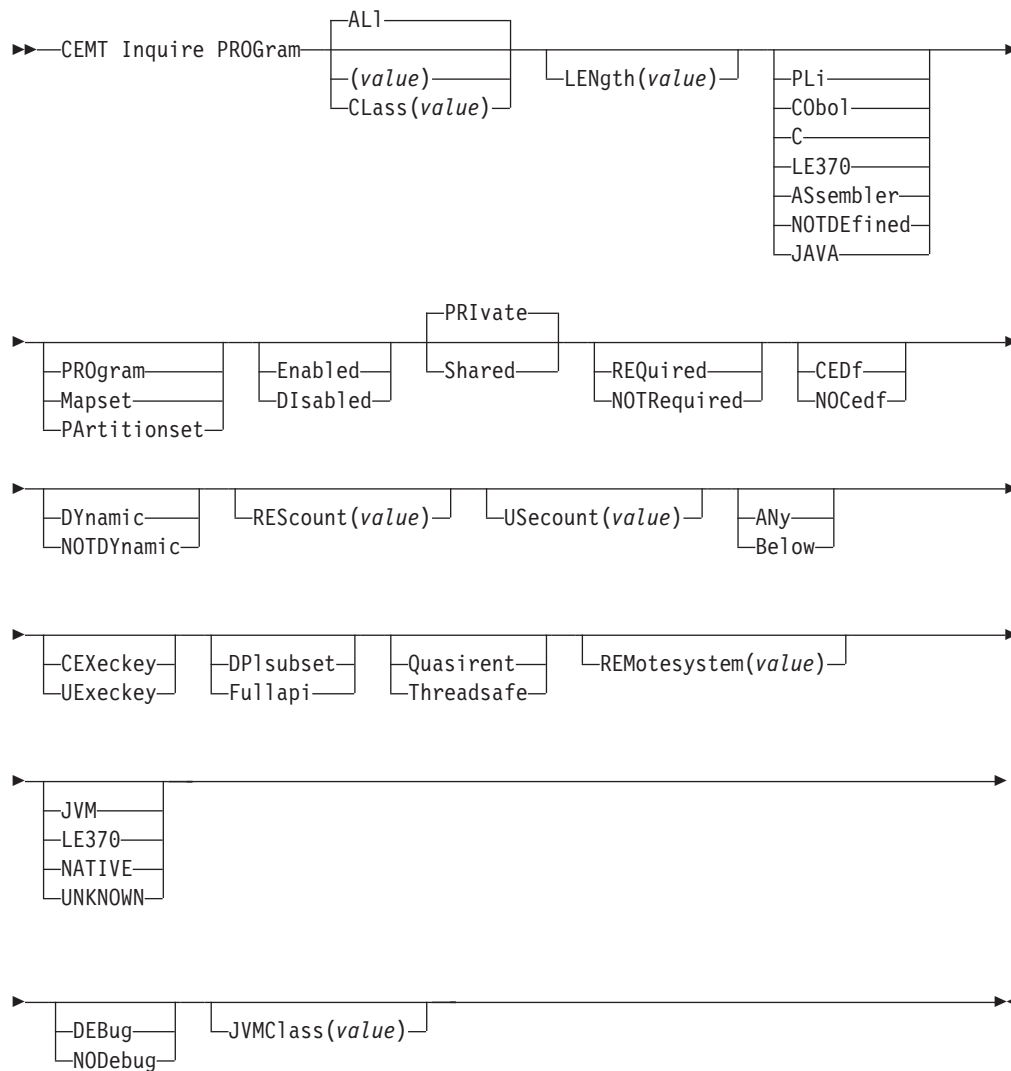 ALl
CEMT Inquire PROGram
(value)
CLass(value)
LENgth(value)
PLi
CObol
C
LE370
ASsembler
NOTDEfined
JAVA
PROgram
Mapset
PArtitionset
Enabled
DIsabled
PRIvate
Shared
REQuired
NOTRequired
CEDf
NOCedf
DYnamic
NOTDYnamic
REScount(value)
USecount(value)
ANy
Below
CEXeckey
UExeckey
DPlsubset
Fullapi
Quasirent
Threadsafe
REMotesystem(value)
JVM
LE370
NATIVE
UNKNOWN
DEBug
NODebug
JVMClass(value)